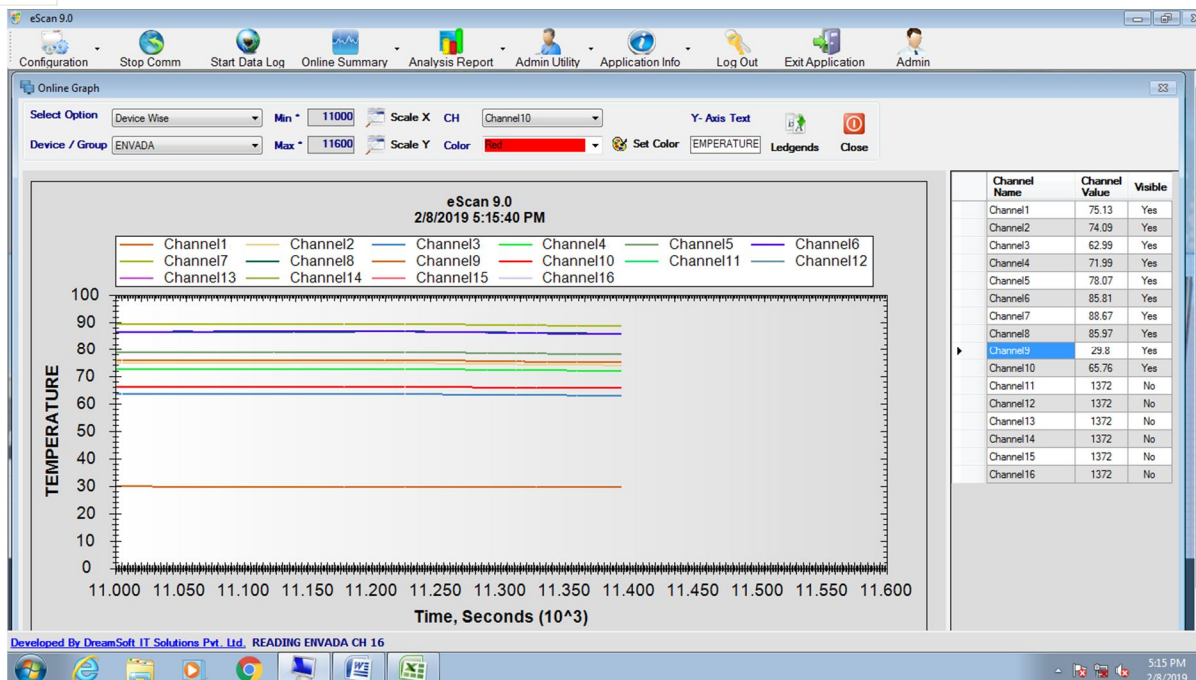 eScan 9.0
Configuration Stop Comm Start Data Log Online Summary Analysis Report Admin Utility Application Info Log Out Exit Application Admin
Online Graph
Select Option Device Wise Min * 11000 Scale X CH Channel10 Y- Axis Text
Device / Group ENVADA Max * 11600 Scale Y Color Red Set Color EMPERATURE Ledgends Close
eScan 9.0
2/8/2019 5:15:40 PM
Channel1 Channel2 Channel3 Channel4 Channel5 Channel6
Channel7 Channel8 Channel9 Channel10 Channel11 Channel12
Channel13 Channel14 Channel15 Channel16
100
90
80
70
60
50
40
30
20
10
0
TEMPERATURE
11.000 11.050 11.100 11.150 11.200 11.250 11.300 11.350 11.400 11.450 11.500 11.550 11.600
Time, Seconds (10^3)
Channel Name Channel Value Visible
Channel1 75.13 Yes
Channel2 74.09 Yes
Channel3 62.99 Yes
Channel4 71.99 Yes
Channel5 78.07 Yes
Channel6 85.81 Yes
Channel7 88.67 Yes
Channel8 85.97 Yes
Channel9 29.8 Yes
Channel10 65.76 Yes
Channel11 1372 No
Channel12 1372 No
Channel13 1372 No
Channel14 1372 No
Channel15 1372 No
Channel16 1372 No
Developed By DreamSoft IT Solutions Pvt. Ltd. READING ENVADA CH 16
5:15 PM
2/8/2019